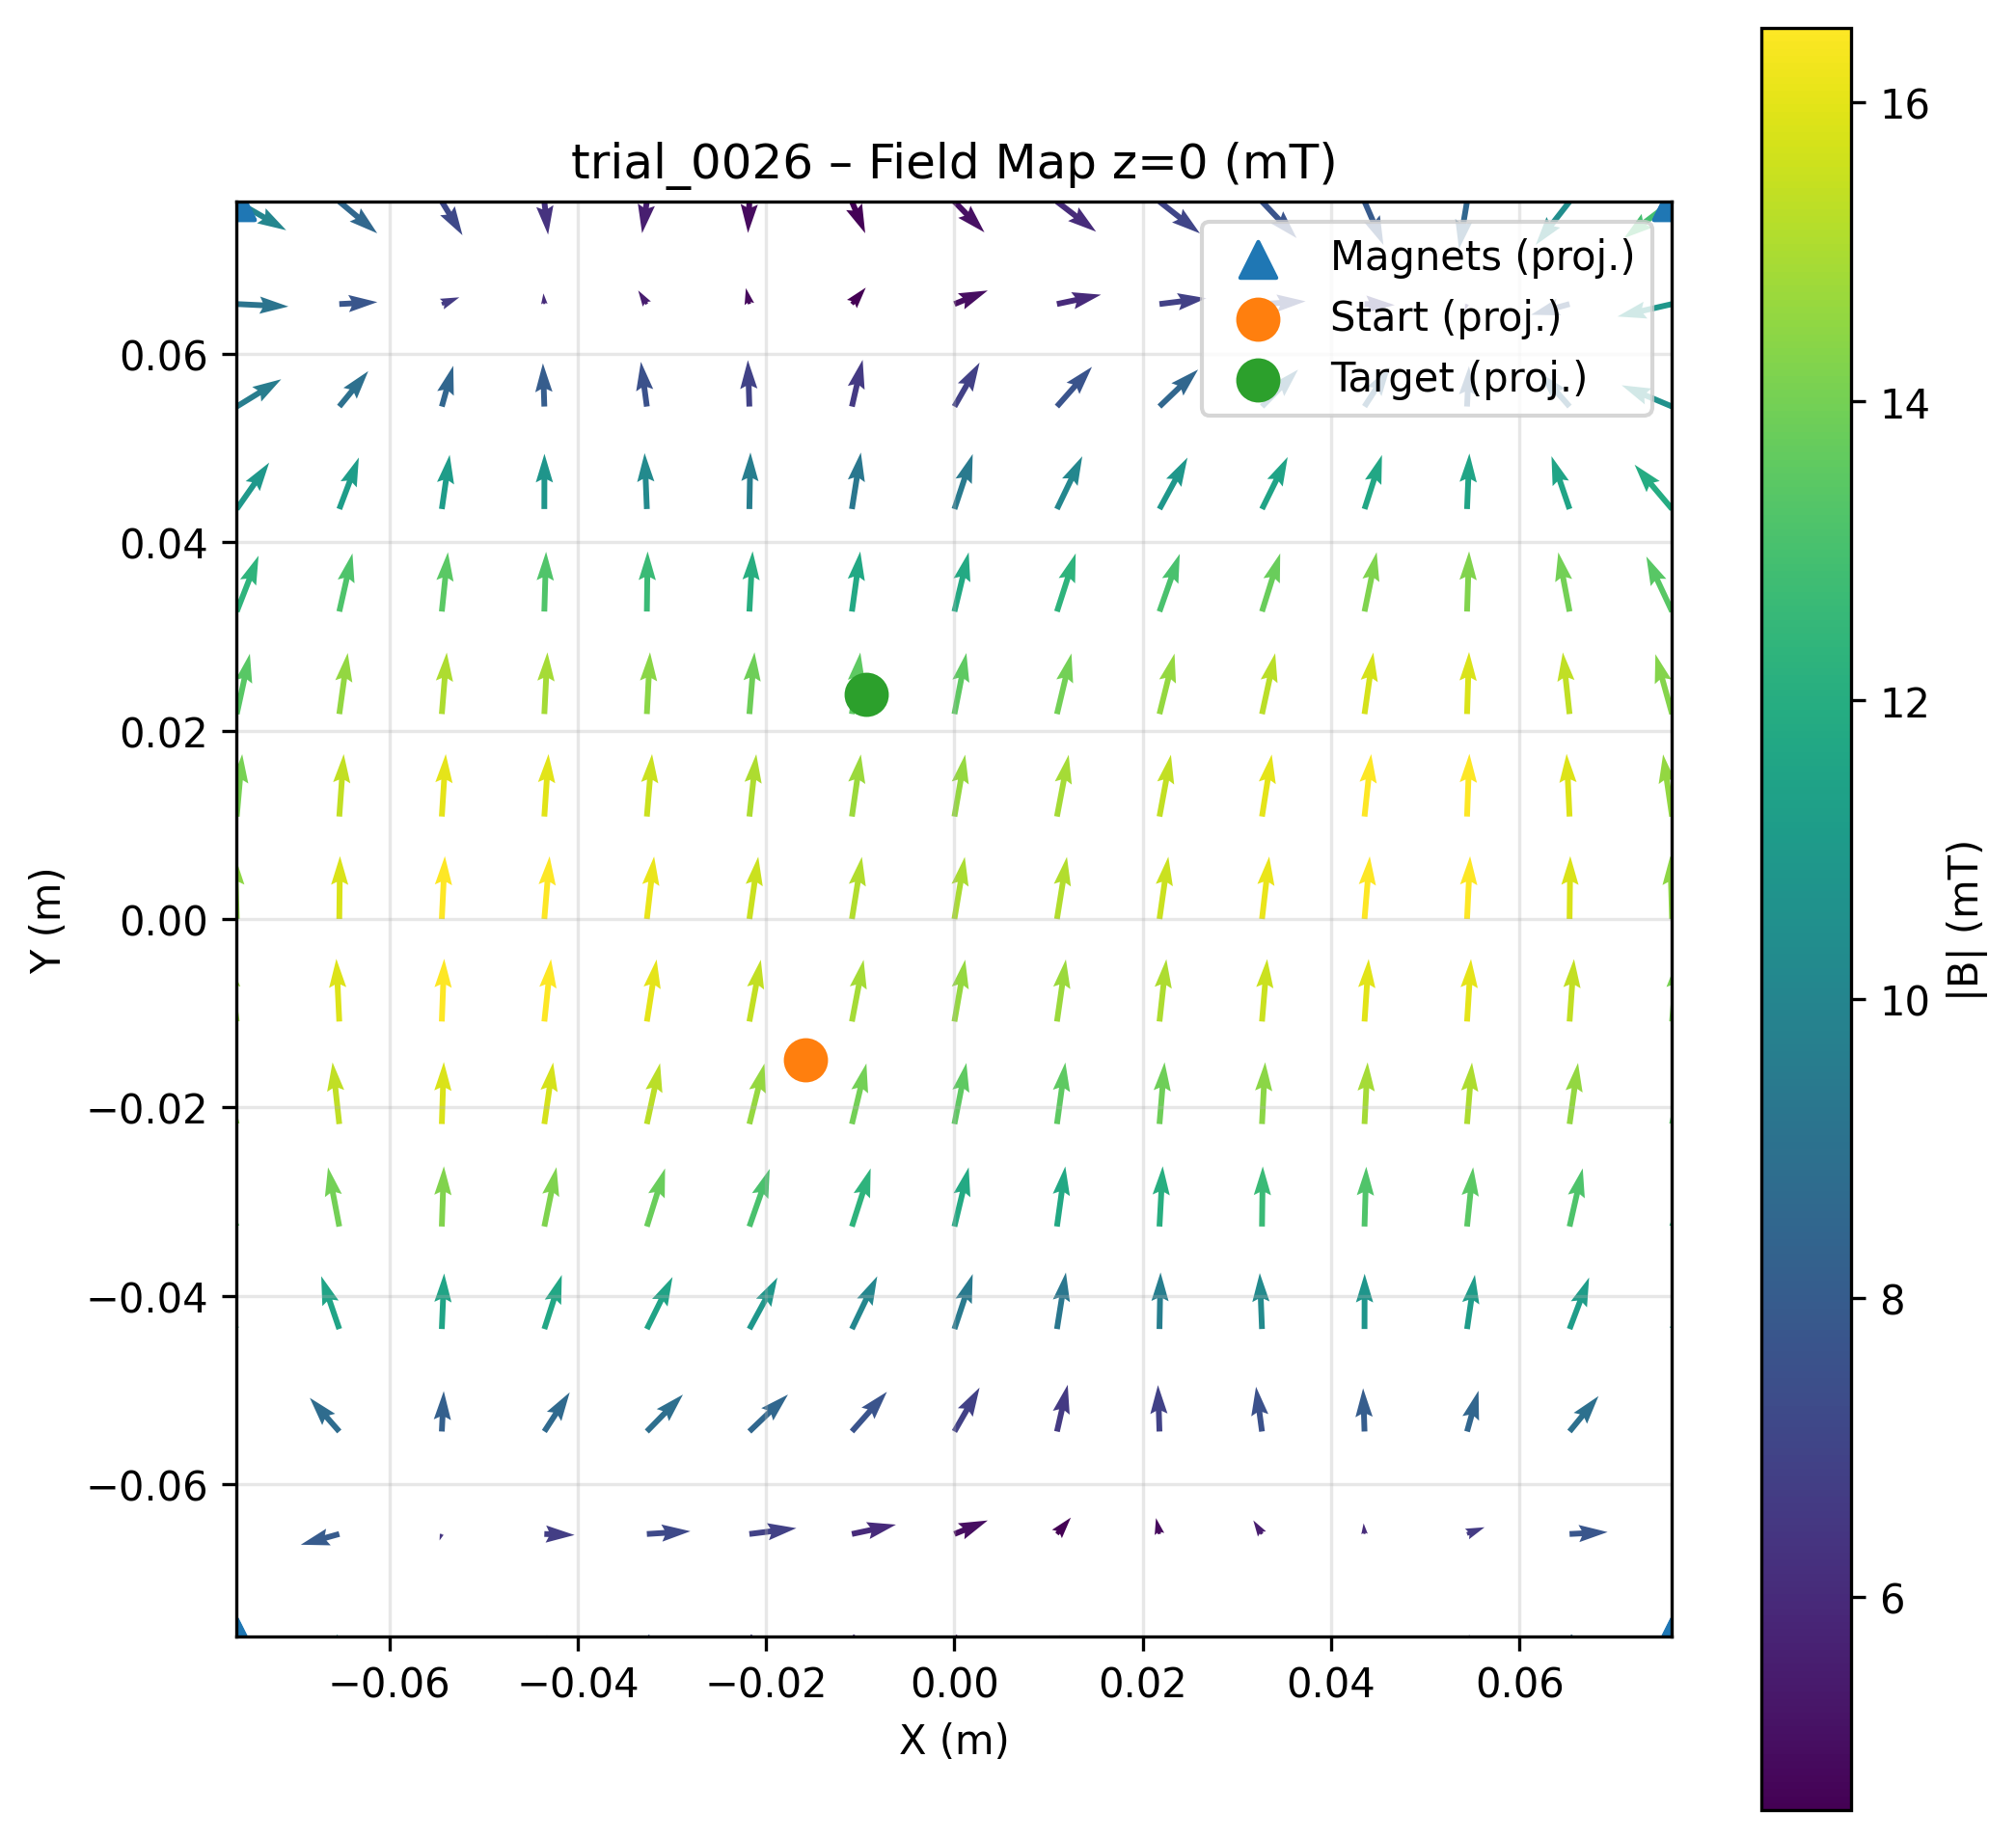 trial_0026 – Field Map z=0 (mT)
Magnets (proj.)
Start (proj.)
Target (proj.)
0.06
0.04
0.02
0.00
−0.02
−0.04
−0.06
Y (m)
−0.06
−0.04
−0.02
0.00
0.02
0.04
0.06
X (m)
16
14
12
10
8
6
|B| (mT)